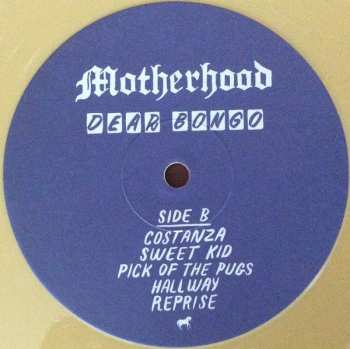 Motherhood
DEAR BONGO
SIDE B
COSTANZA
SWEET KID
PICK OF THE PUGS
HALLWAY
REPRISE